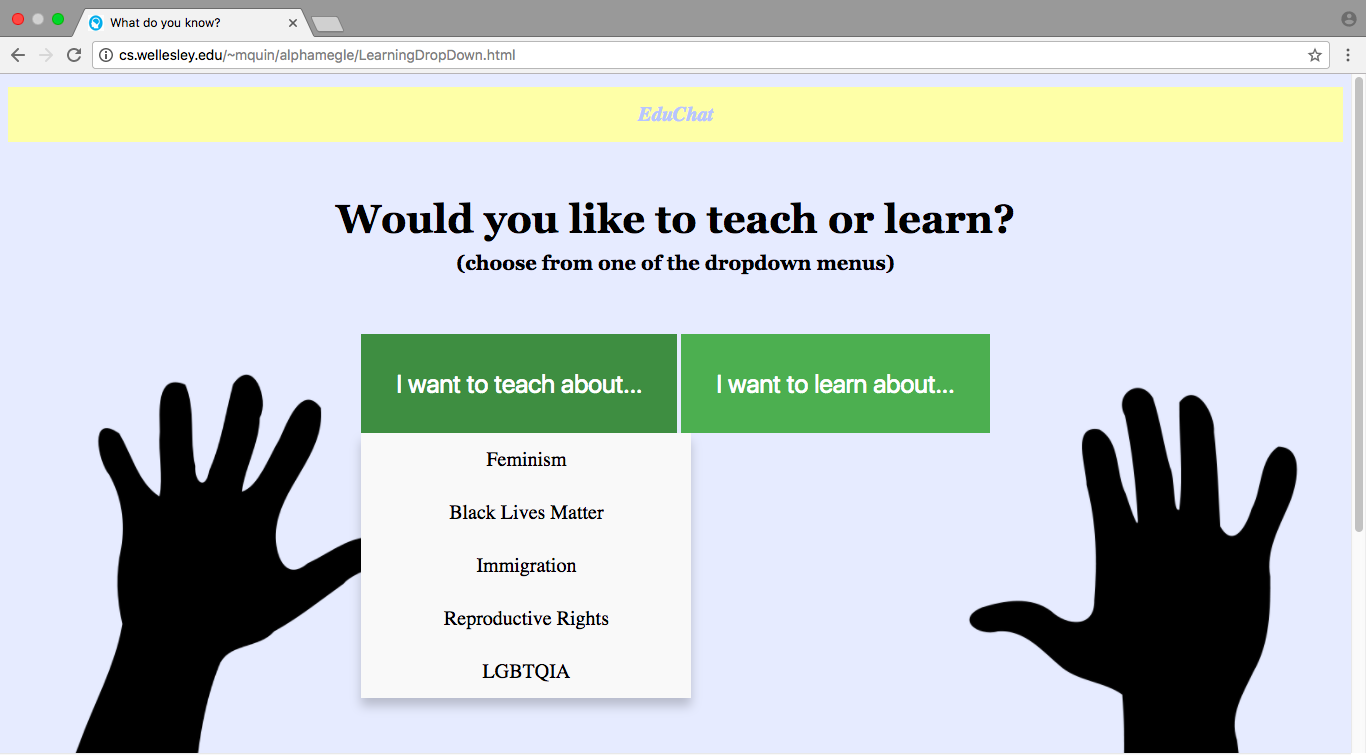 What do you know?
cs.wellesley.edu/~mquin/alphamegle/LearningDropDown.html
EduChat
Would you like to teach or learn?
(choose from one of the dropdown menus)
I want to teach about... I want to learn about...
Feminism
Black Lives Matter
Immigration
Reproductive Rights
LGBTQIA